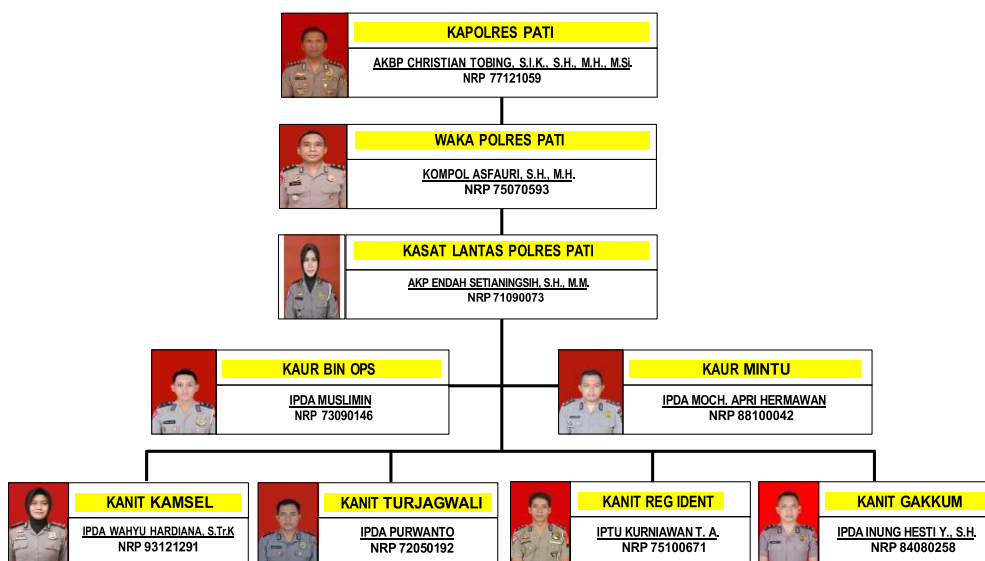 KAPOLRES PATI
AKBP CHRISTIAN TOBING, S.I.K., S.H., M.H., M.Si.
NRP 77121059
WAKA POLRES PATI
KOMPOL ASFAURI, S.H., M.H.
NRP 75070593
KASAT LANTAS POLRES PATI
AKP ENDAH SETIANINGSIH, S.H., M.M.
NRP 71090073
KAUR BIN OPS
IPDA MUSLIMIN
NRP 73090146
KAUR MINTU
IPDA MOCH. APRI HERMAWAN
NRP 88100042
KANIT KAMSEL
IPDA WAHYU HARDIANA, S.Tr.K
NRP 93121291
KANIT TURJAGWALI
IPDA PURWANTO
NRP 72050192
KANIT REG IDENT
IPTU KURNIAWAN T. A.
NRP 75100671
KANIT GAKKUM
IPDA INUNG HESTI Y., S.H.
NRP 84080258